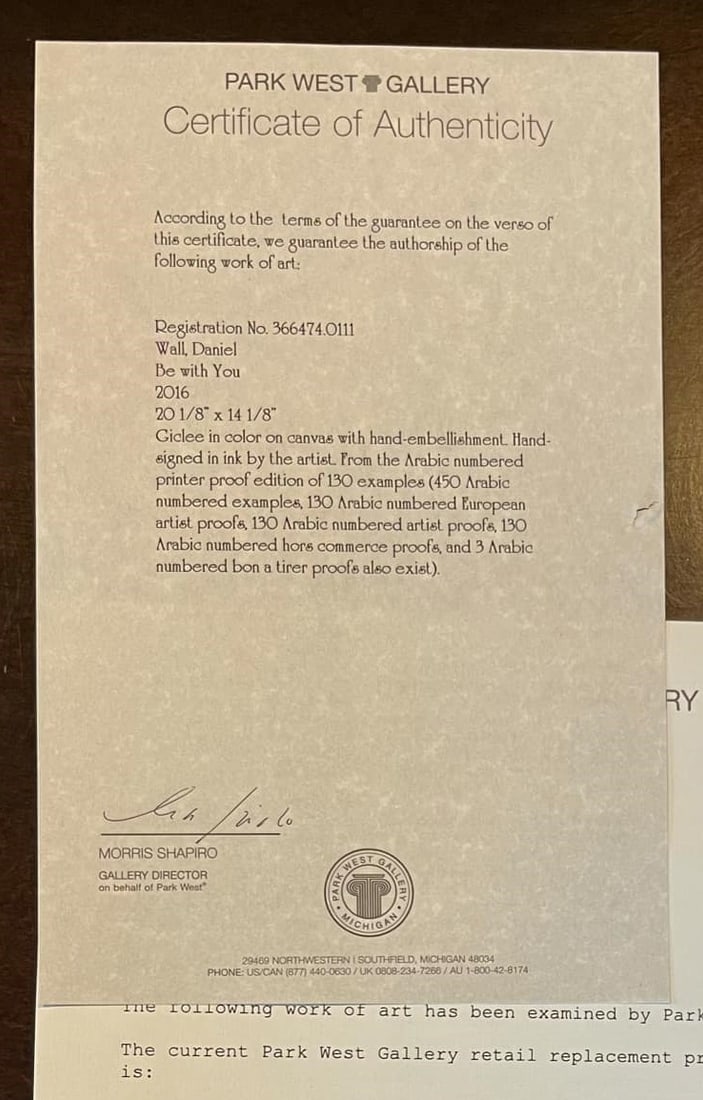 PARK WEST GALLERY
Certificate of Authenticity
According to the terms of the guarantee on the verso of
this certificate, we guarantee the authorship of the
following work of art:
Registration No. 366474.0111
Wall, Daniel
Be with You
2016
20 1/8" x 14 1/8"
Giclee in color on canvas with hand-embellishment. Hand-
signed in ink by the artist. From the Arabic numbered
printer proof edition of 130 examples (450 Arabic
numbered examples, 130 Arabic numbered European
artist proofs, 130 Arabic numbered artist proofs, 130
Arabic numbered hors commerce proofs, and 3 Arabic
numbered bon a tirer proofs also exist).
MORRIS SHAPIRO
GALLERY DIRECTOR
on behalf of Park West®
PARK WEST GALLERY
• MICHIGAN •
29469 NORTHWESTERN | SOUTHFIELD, MICHIGAN 48034
PHONE: US/CAN (877) 440-0630 / UK 0808-234-7266 / AU 1-800-42-8174
RY
The following work of art has been examined by Park
The current Park West Gallery retail replacement pr
is: